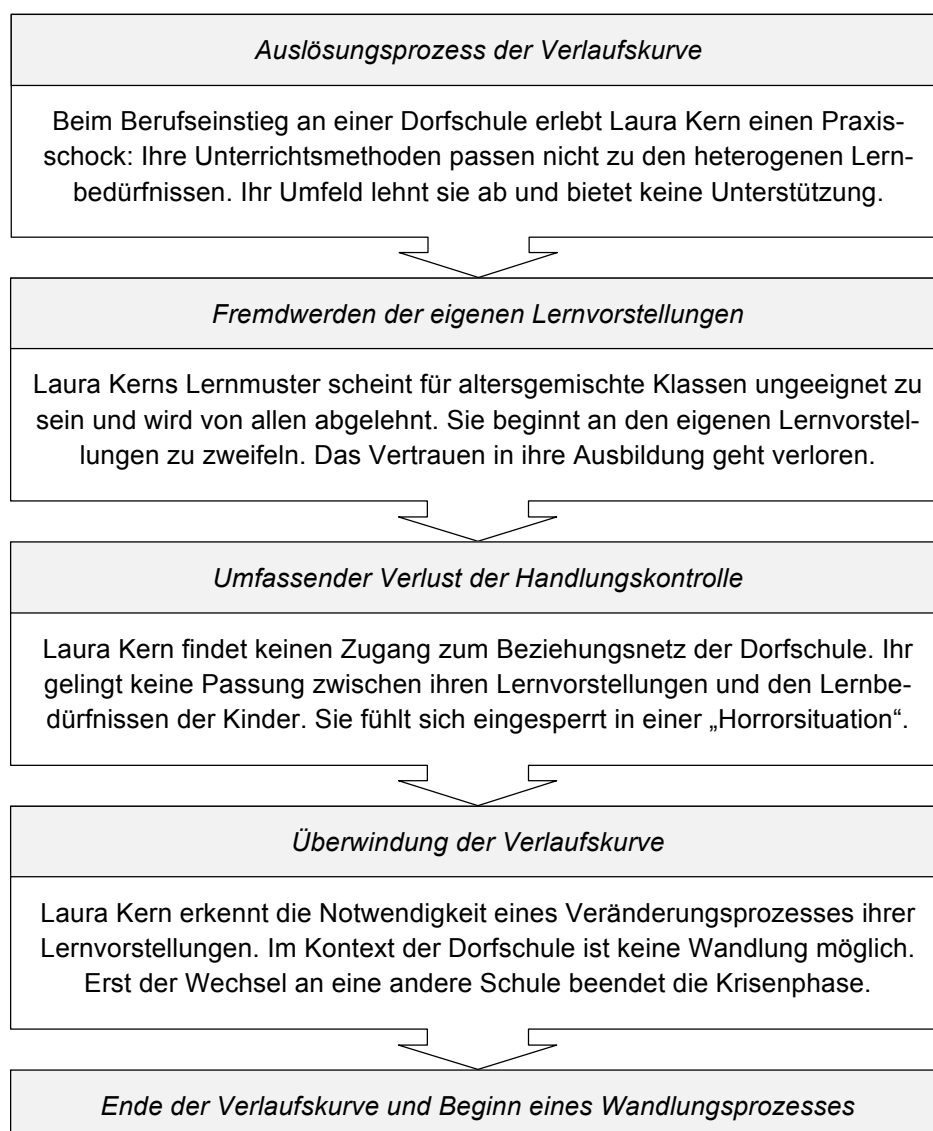 Auslösungsprozess der Verlaufskurve
Beim Berufseinstieg an einer Dorfschule erlebt Laura Kern einen Praxis-
schock: Ihre Unterrichtsmethoden passen nicht zu den heterogenen Lern-
bedürfnissen. Ihr Umfeld lehnt sie ab und bietet keine Unterstützung.
Fremdwerden der eigenen Lernvorstellungen
Laura Kerns Lernmuster scheint für altersgemischte Klassen ungeeignet zu
sein und wird von allen abgelehnt. Sie beginnt an den eigenen Lernvorstel-
lungen zu zweifeln. Das Vertrauen in ihre Ausbildung geht verloren.
Umfassender Verlust der Handlungskontrolle
Laura Kern findet keinen Zugang zum Beziehungsnetz der Dorfschule. Ihr
gelingt keine Passung zwischen ihren Lernvorstellungen und den Lernbe-
dürfnissen der Kinder. Sie fühlt sich eingesperrt in einer „Horrorsituation“.
Überwindung der Verlaufskurve
Laura Kern erkennt die Notwendigkeit eines Veränderungsprozesses ihrer
Lernvorstellungen. Im Kontext der Dorfschule ist keine Wandlung möglich.
Erst der Wechsel an eine andere Schule beendet die Krisenphase.
Ende der Verlaufskurve und Beginn eines Wandlungsprozesses